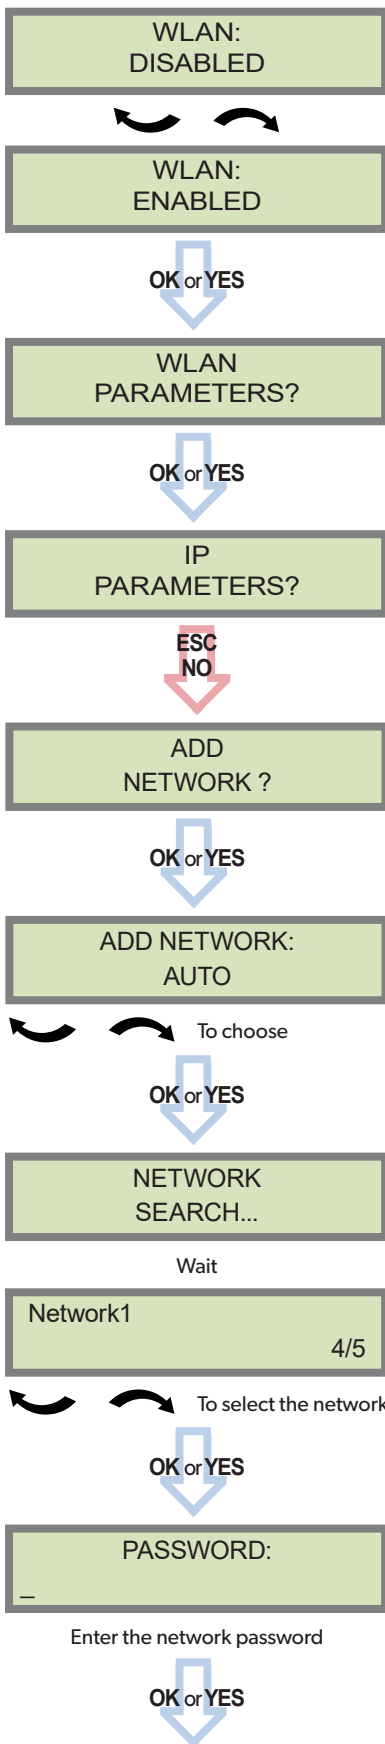 WLAN:
DISABLED
WLAN:
ENABLED
OK or YES
WLAN
PARAMETERS?
OK or YES
IP
PARAMETERS?
ESC
NO
ADD
NETWORK ?
OK or YES
ADD NETWORK:
AUTO
To choose
OK or YES
NETWORK
SEARCH...
Wait
Network1
4/5
To select the network
OK or YES
PASSWORD:
_
Enter the network password
OK or YES